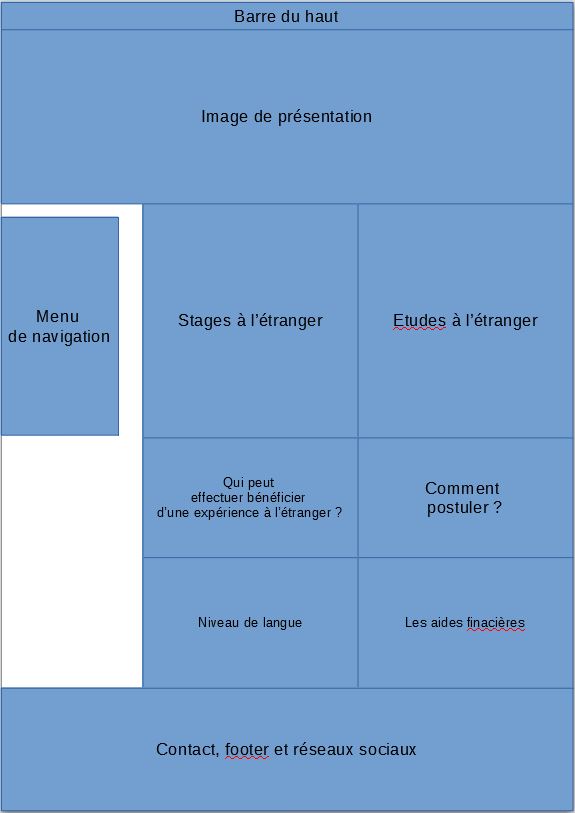 Barre du haut
Image de présentation
Menu
de navigation
Stages à l’étranger
Etudes à l’étranger
Qui peut
effectuer bénéficier
d’une expérience à l’étranger ?
Comment
postuler ?
Niveau de langue
Les aides finacières
Contact, footer et réseaux sociaux